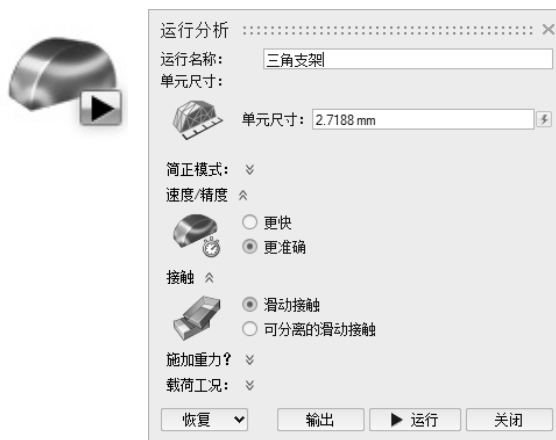 运行分析
运行名称: 三角支架
单元尺寸:
单元尺寸: 2.7188 mm
简正模式:
速度/精度
更快
更准确
接触
滑动接触
可分离的滑动接触
施加重力?
载荷工况:
恢复 输出 运行 关闭